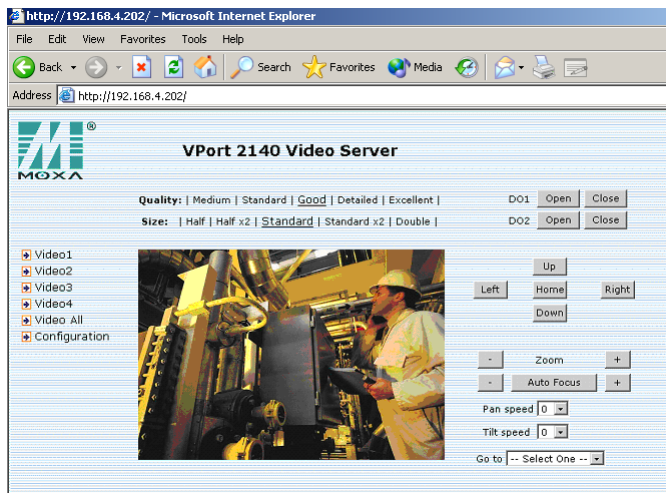 http://192.168.4.202/ - Microsoft Internet Explorer
File Edit View Favorites Tools Help
Back Search Favorites Media
Address http://192.168.4.202/
®
MOXA
VPort 2140 Video Server
Quality: | Medium | Standard | Good | Detailed | Excellent | DO1 Open Close
Size: | Half | Half x2 | Standard | Standard x2 | Double | DO2 Open Close
Video1
Video2
Video3
Video4
Video All
Configuration
Up
Left Home Right
Down
- Zoom +
- Auto Focus +
Pan speed 0
Tilt speed 0
Go to -- Select One --